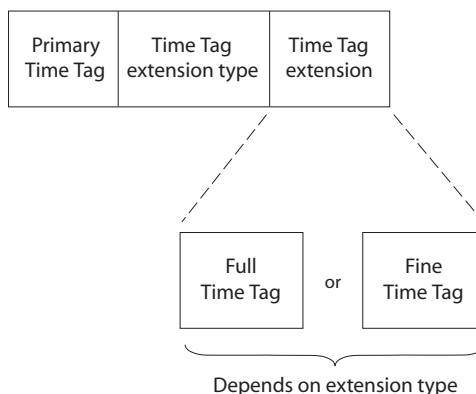 Primary
Time Tag
Time Tag
extension type
Time Tag
extension
Full
Time Tag
or
Fine
Time Tag
Depends on extension type